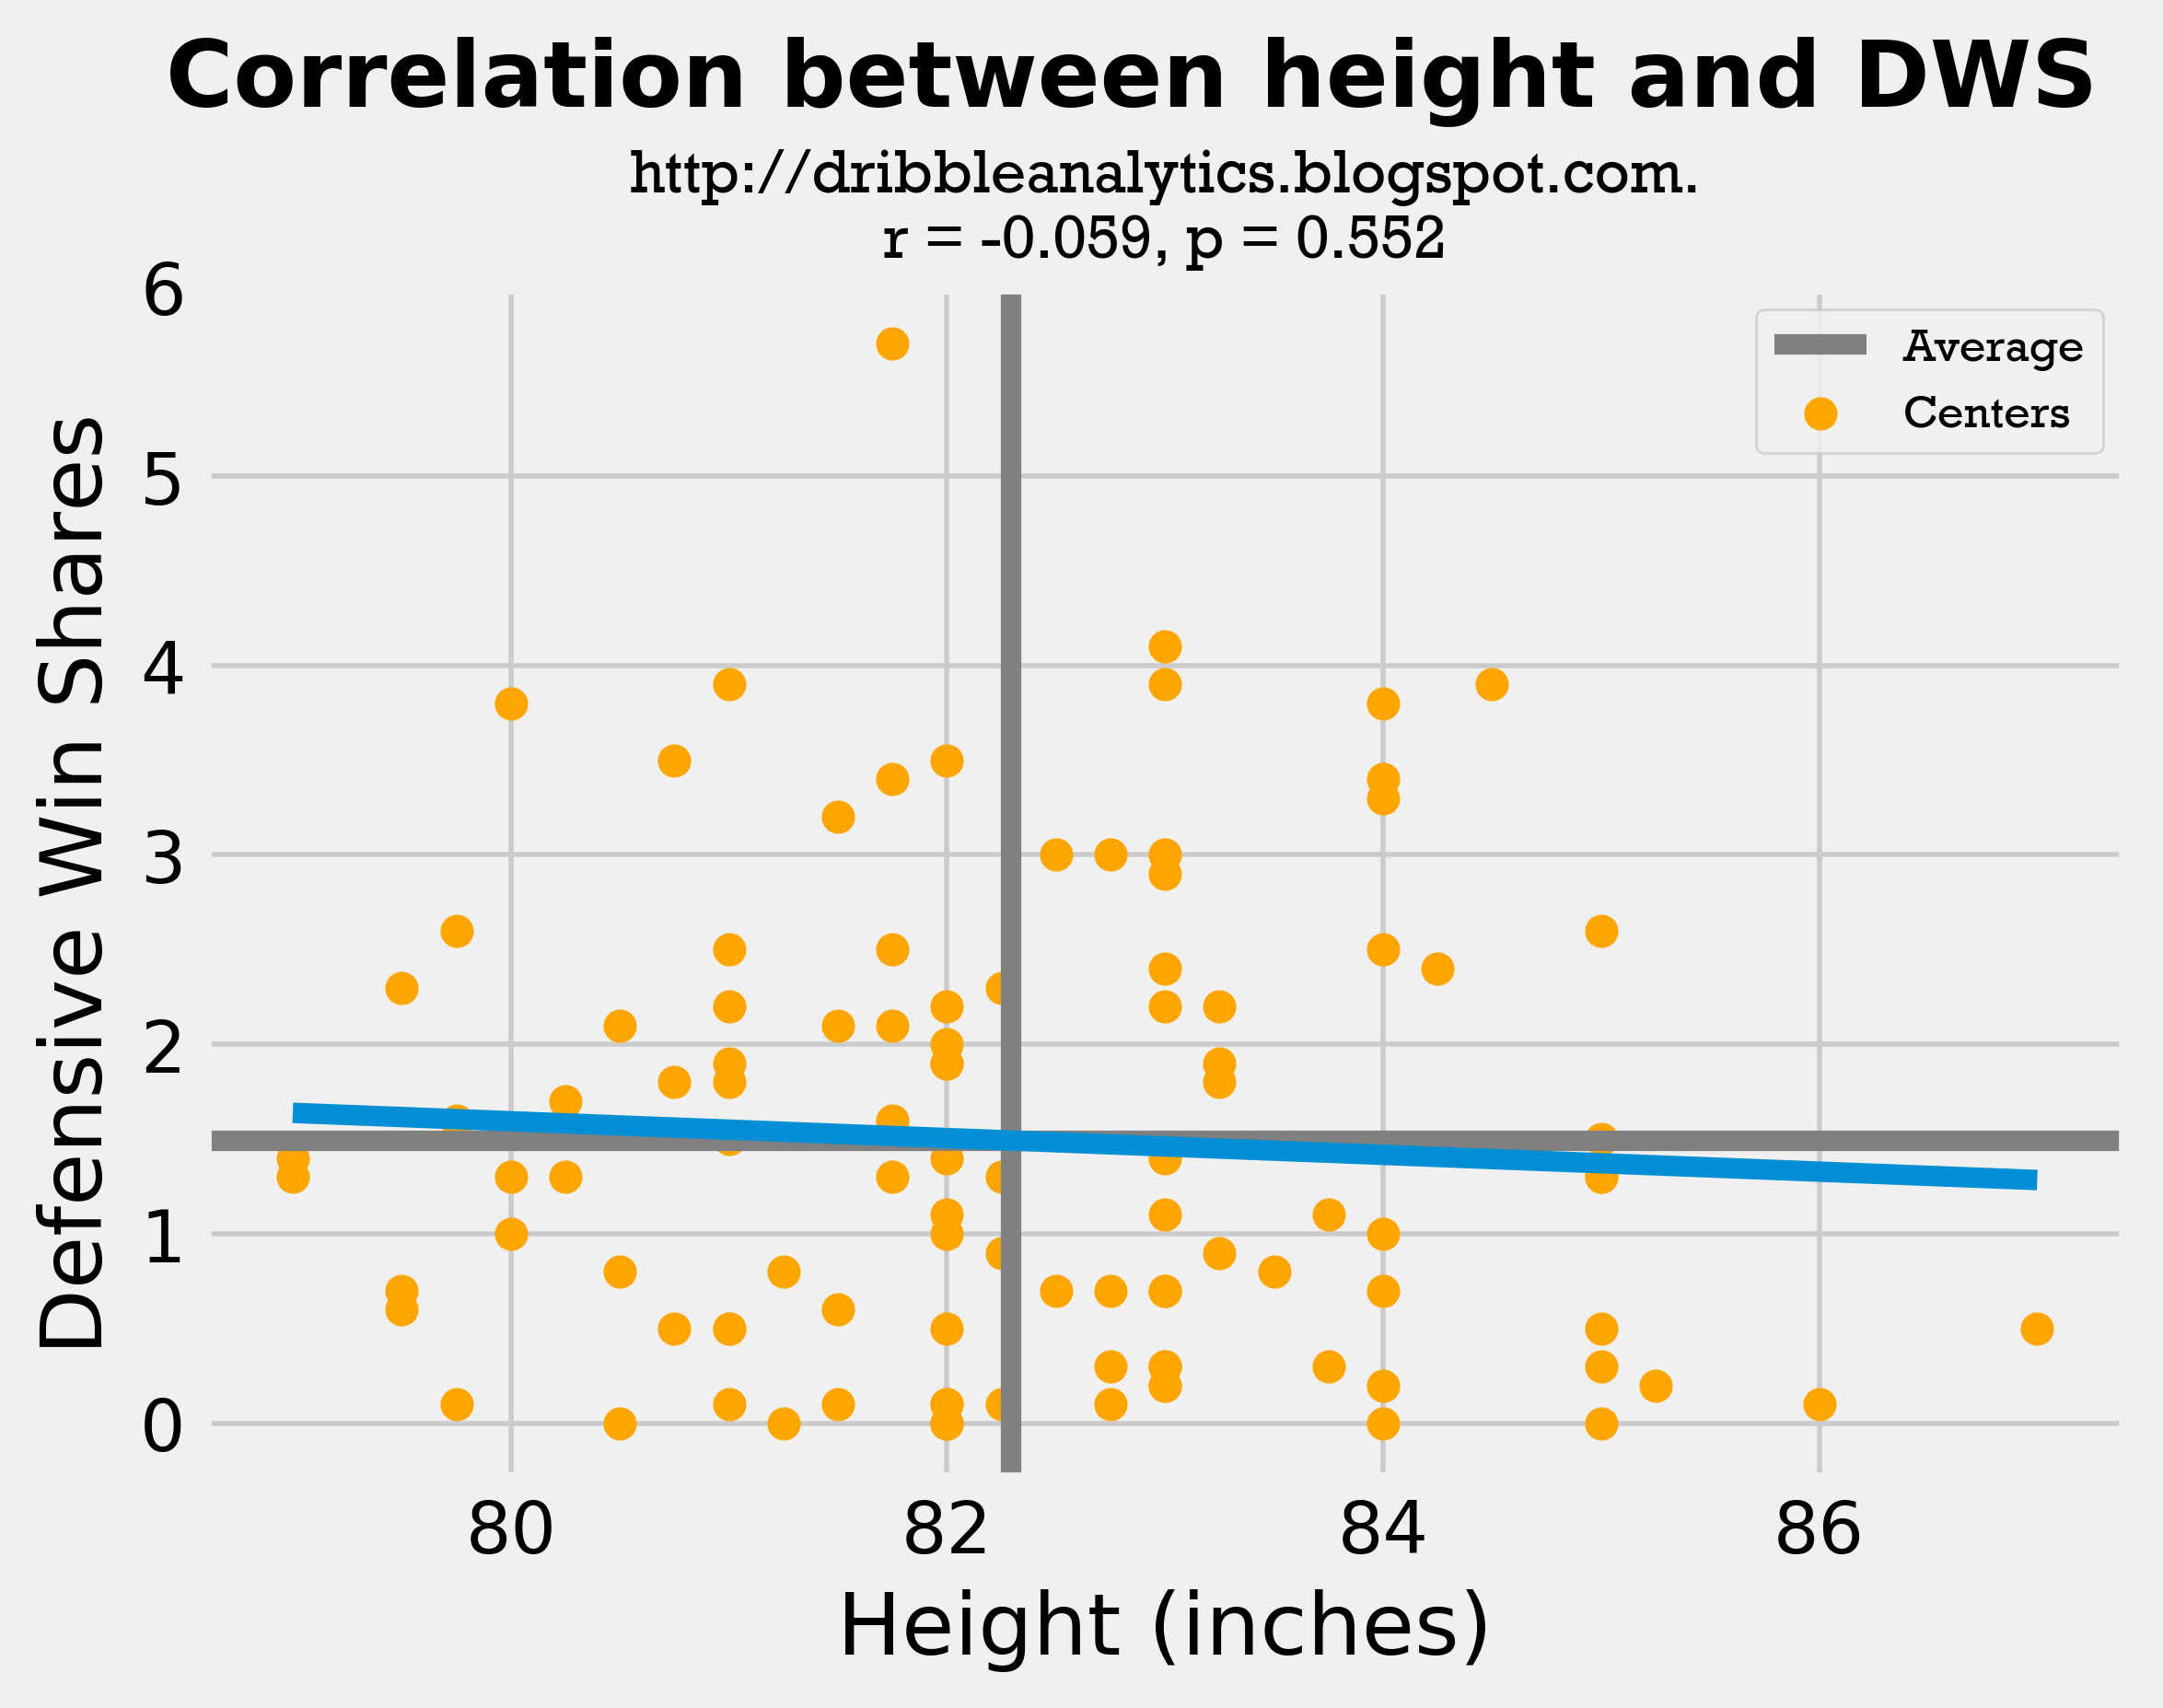 Correlation between height and DWS
http://dribbleanalytics.blogspot.com.
r = -0.059, p = 0.552
Average
Centers
Defensive Win Shares
6
5
4
3
2
1
0
80 82 84 86
Height (inches)